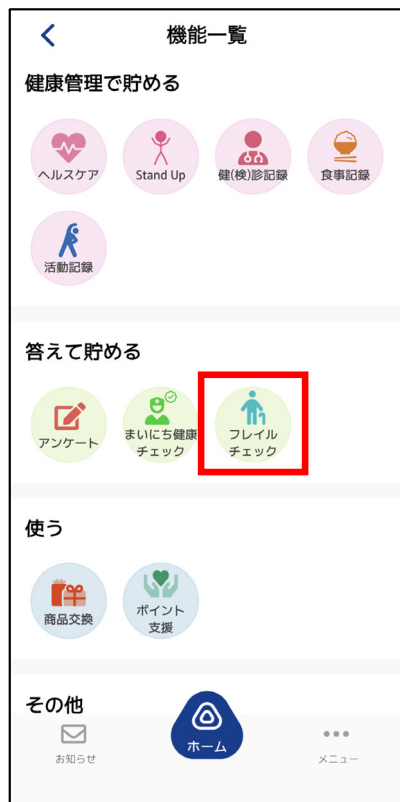 機能一覧
健康管理で貯める
ヘルスケア
Stand Up
健(検)診記録
食事記録
活動記録
答えて貯める
アンケート
まいにち健康
チェック
フレイル
チェック
使う
商品交換
ポイント
支援
その他
お知らせ
ホーム
メニュー